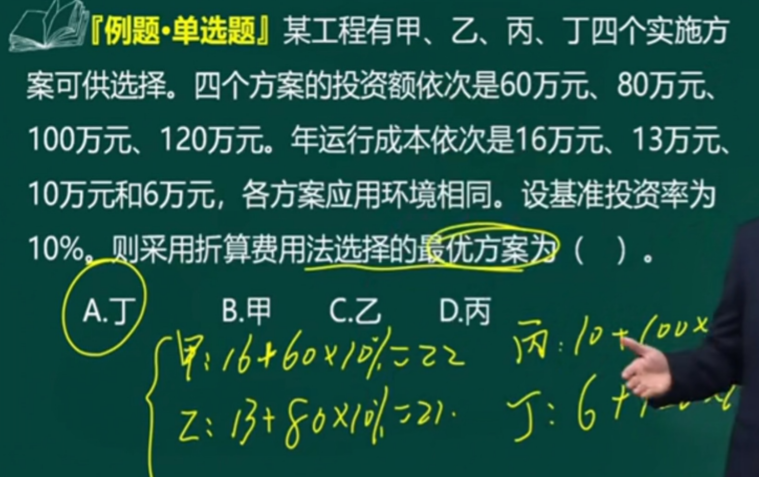 『例题•单选题』某工程有甲、乙、丙、丁四个实施方
案可供选择。四个方案的投资额依次是60万元、80万元、
100万元、120万元。年运行成本依次是16万元、13万元、
10万元和6万元，各方案应用环境相同。设基准投资率为
10%。则采用折算费用法选择的最优方案为（ ）。
A.丁 B.甲 C.乙 D.丙
甲:16+60×10%=22 丙:10+100×
乙:13+80×10%=21. 丁:6+